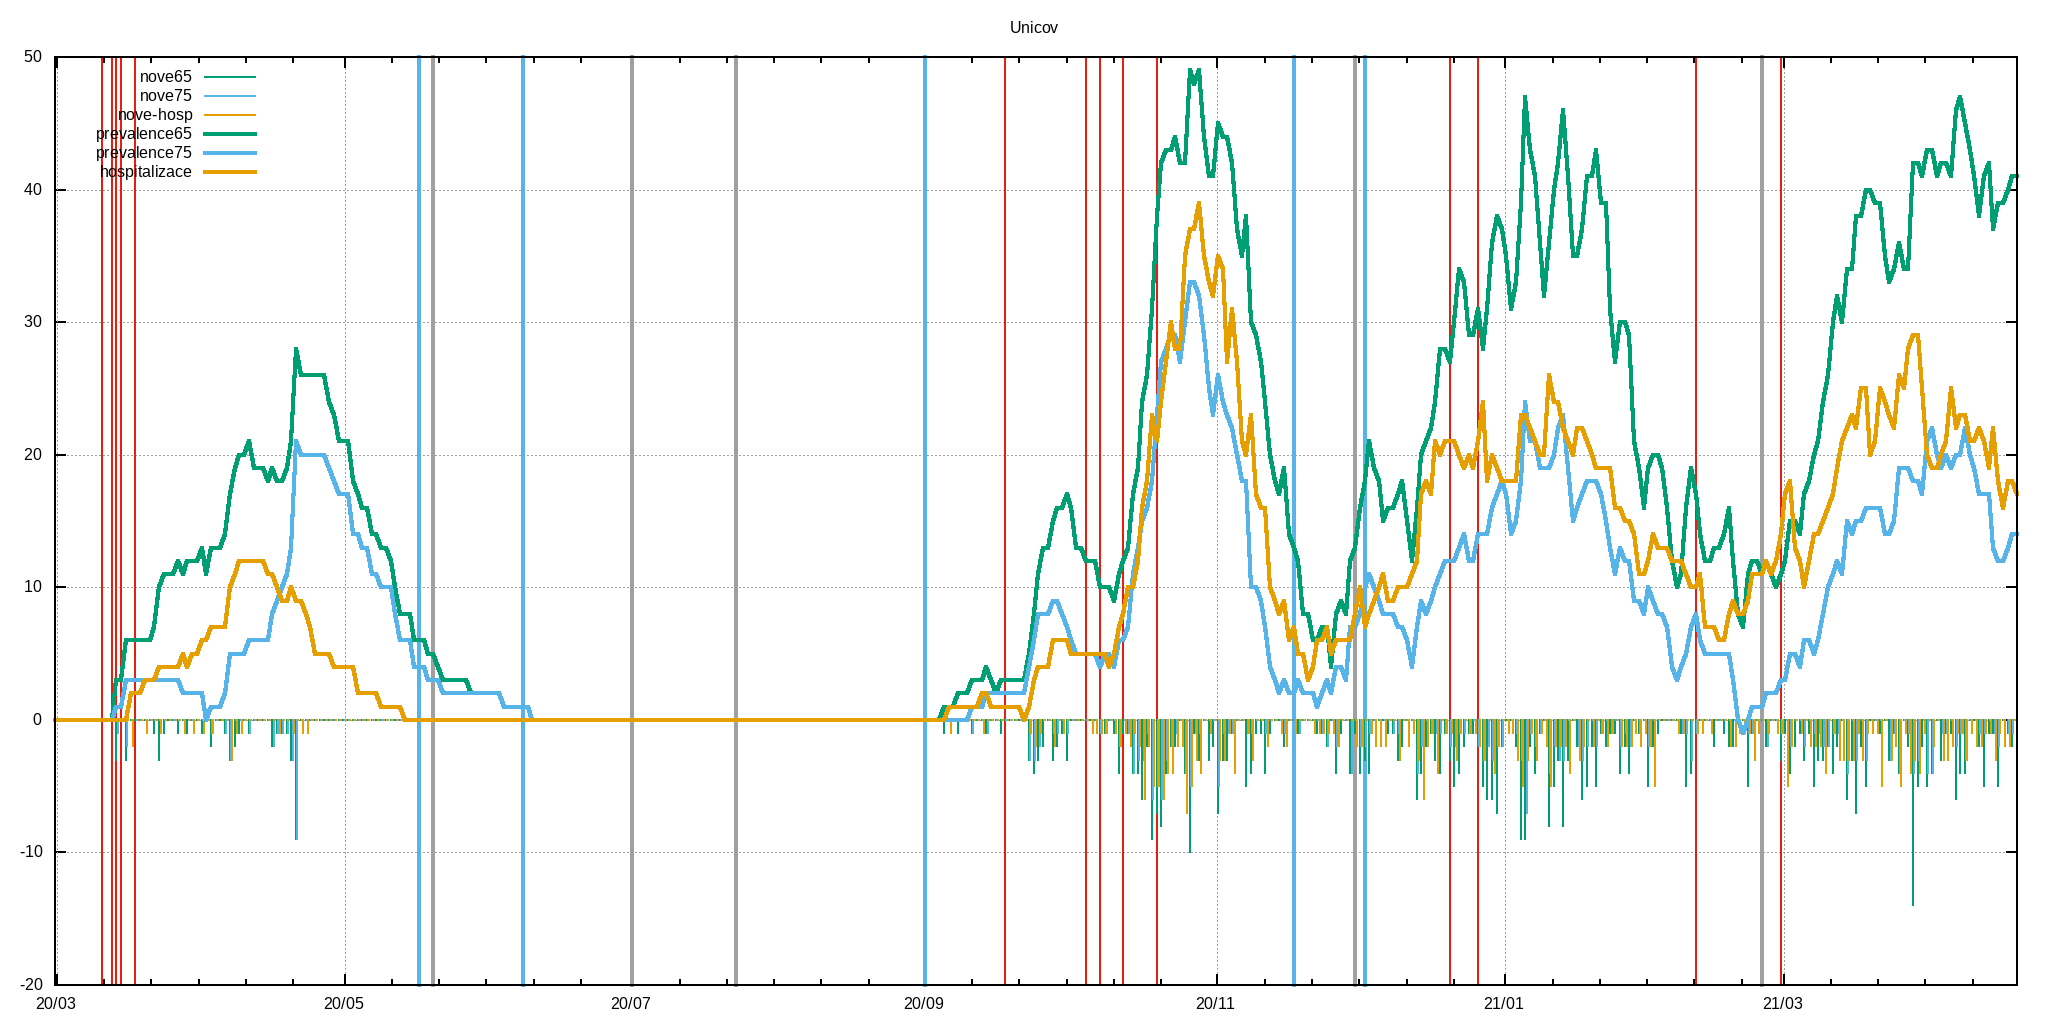 Unicov
50
40
30
20
10
0
-10
-20
nove65
nove75
nove-hosp
prevalence65
prevalence75
hospitalizace
20/03 20/05 20/07 20/09 20/11 21/01 21/03